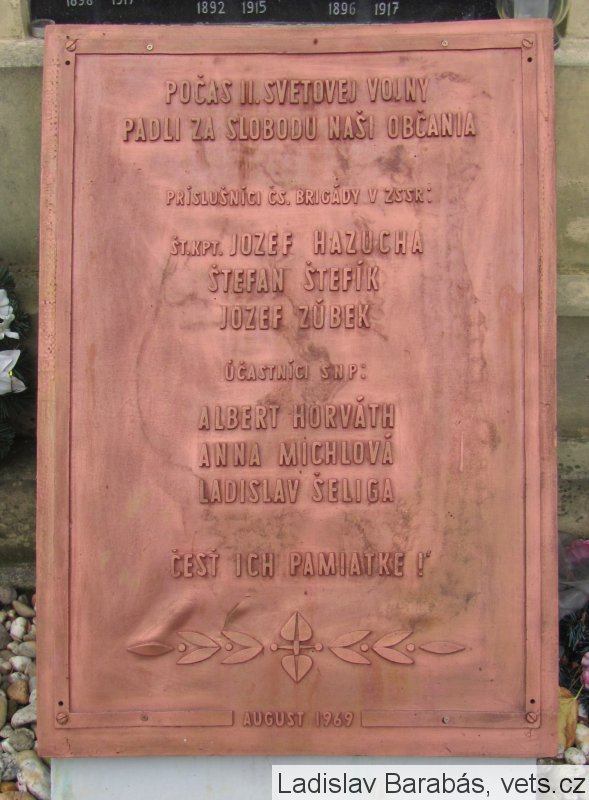 1892 1915
1896 1917
POČAS II. SVETOVEJ VOJNY
PADLI ZA SLOBODU NAŠI OBČANIA
PRÍSLUŠNÍCI ČS. BRIGÁDY V ZSSR:
ŠT.KPT. JOZEF HAZUCHA
ŠTEFAN ŠTEFÍK
JOZEF ZÚBEK
ÚČASTNÍCI SNP:
ALBERT HORVÁTH
ANNA MICHLOVÁ
LADISLAV ŠELIGA
ČESŤ ICH PAMIATKE !
AUGUST 1969
Ladislav Barabás, vets.cz